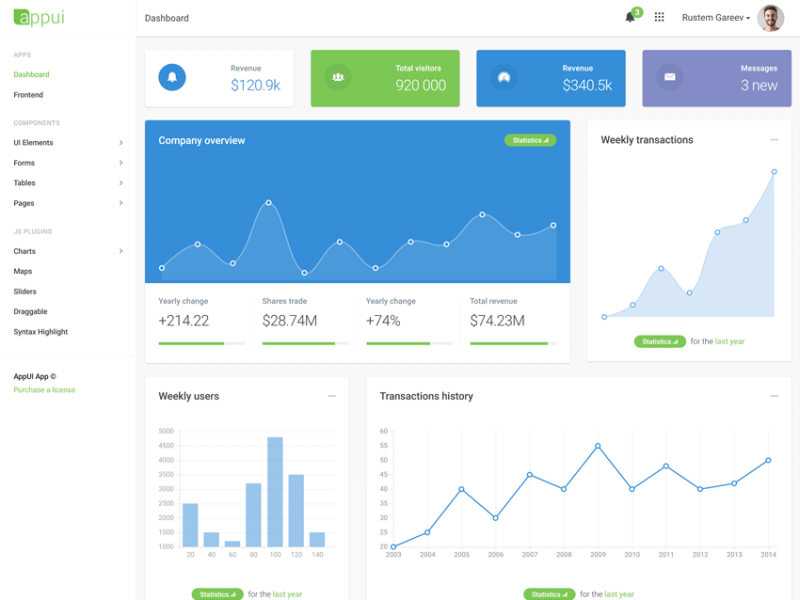 appui
Dashboard
3
Rustem Gareev
APPS
Dashboard
Frontend
COMPONENTS
UI Elements
Forms
Tables
Pages
JS PLUGINS
Charts
Maps
Sliders
Draggable
Syntax Highlight
AppUI App ©
Purchase a license
Revenue
$120.9k
Total visitors
920 000
Revenue
$340.5k
Messages
3 new
Company overview
Statistics
Yearly change
+214.22
Shares trade
$28.74M
Yearly change
+74%
Total revenue
$74.23M
Weekly transactions
Statistics for the last year
Weekly users
5000
4500
4000
3500
3000
2500
2000
1500
1000
20 40 60 80 100 120 140
Statistics for the last year
Transactions history
60
55
50
45
40
35
30
25
20
2003 2004 2005 2006 2007 2008 2009 2010 2011 2012 2013 2014
Statistics for the last year